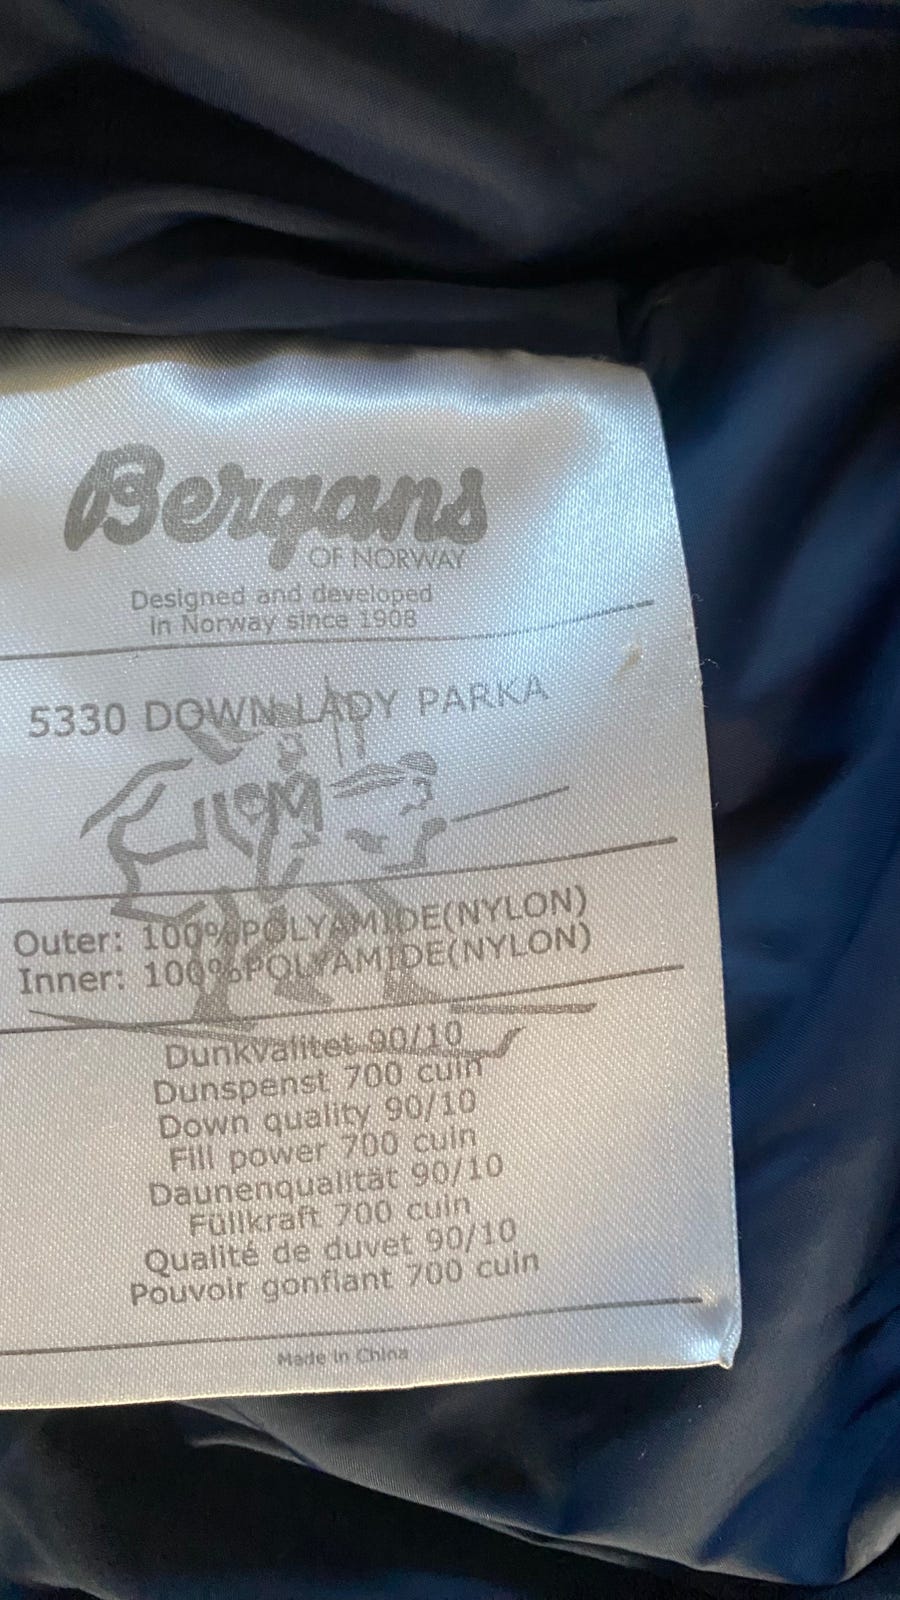 Bergans
OF NORWAY
Designed and developed
in Norway since 1908
5330 DOWN LADY PARKA
Outer: 100%POLYAMIDE(NYLON)
Inner: 100%POLYAMIDE(NYLON)
Dunkvalitet 90/10
Dunspenst 700 cuin
Down quality 90/10
Fill power 700 cuin
Daunenqualität 90/10
Füllkraft 700 cuin
Qualité de duvet 90/10
Pouvoir gonflant 700 cuin
Made in China